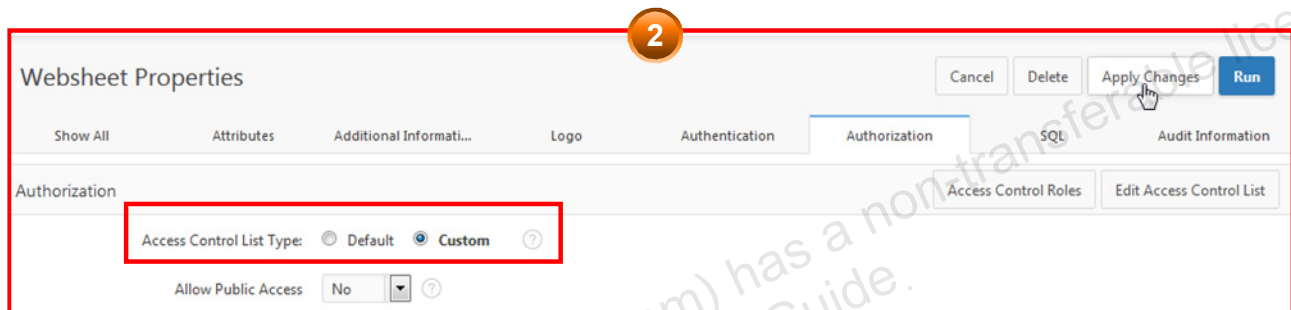 2
Websheet Properties
Cancel Delete Apply Changes Run
Show All Attributes Additional Informati... Logo Authentication Authorization SQL Audit Information
Authorization
Access Control Roles Edit Access Control List
Access Control List Type: Default Custom ?
Allow Public Access No ?
has a non-transferable lice
Guide.